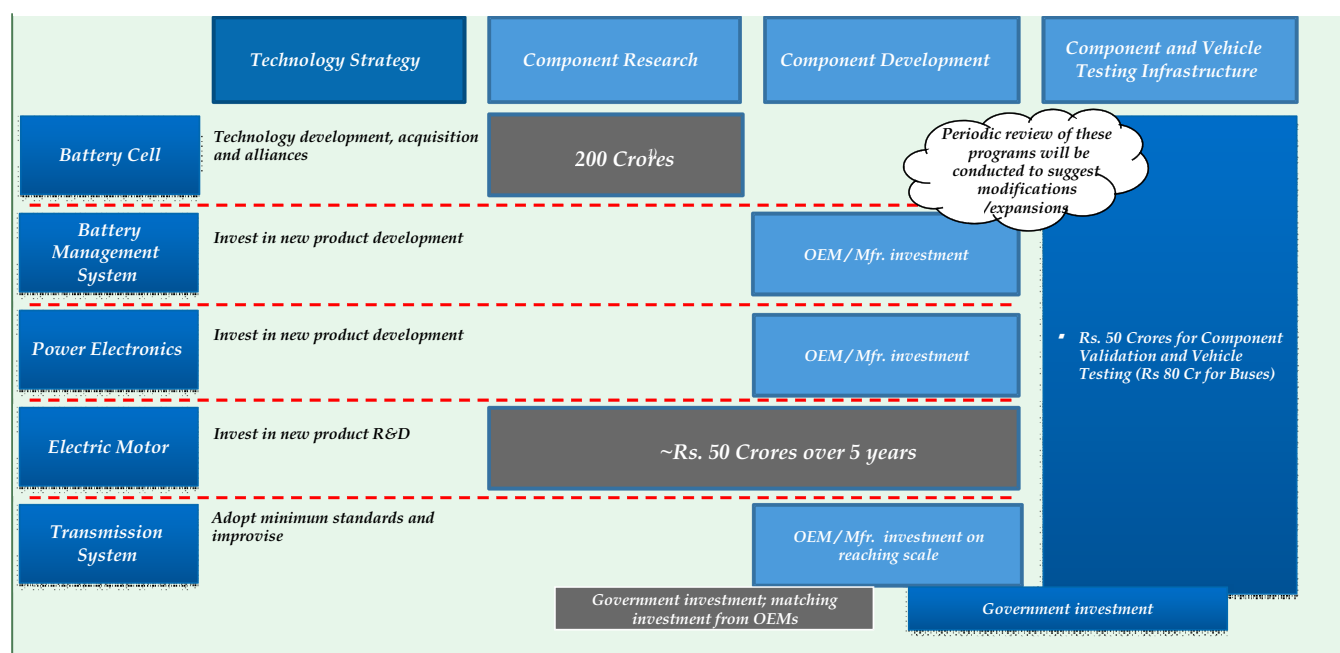 Technology Strategy
Component Research
Component Development
Component and Vehicle
Testing Infrastructure
Battery Cell
Technology development, acquisition
and alliances
200 Crores
1)
Periodic review of these
programs will be
conducted to suggest
modifications
/expansions
Battery
Management
System
Invest in new product development
OEM / Mfr. investment
Power Electronics
Invest in new product development
OEM / Mfr. investment
▪ Rs. 50 Crores for Component
Validation and Vehicle
Testing (Rs 80 Cr for Buses)
Electric Motor
Invest in new product R&D
~Rs. 50 Crores over 5 years
Transmission
System
Adopt minimum standards and
improvise
OEM / Mfr. investment on
reaching scale
Government investment; matching
investment from OEMs
Government investment